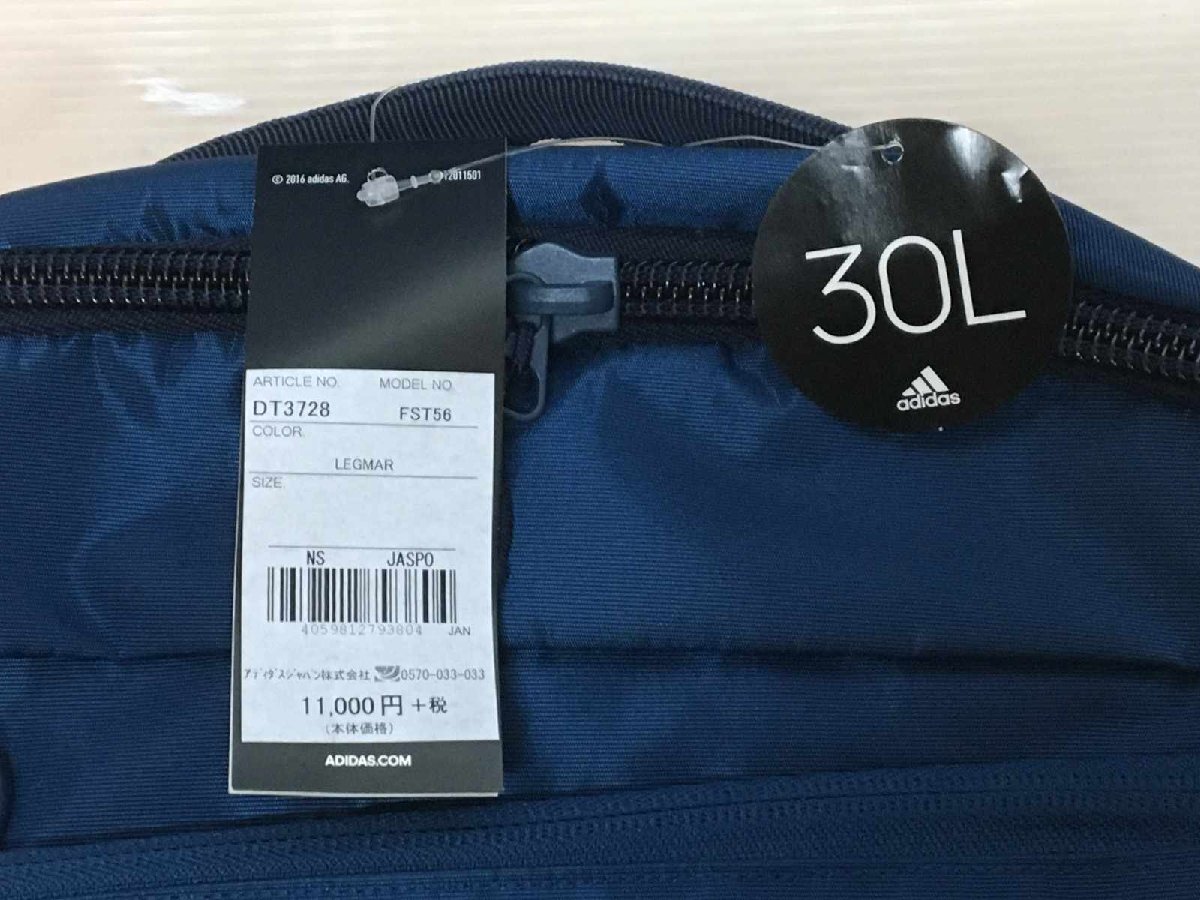 © 2016 adidas AG.
ARTICLE NO. MODEL NO.
DT3728 FST56
COLOR.
LEGMAR
SIZE.
NS JASPO
4059812793804 JAN
アディダスジャパン株式会社 0570-033-033
11,000円 +税
(本体価格)
ADIDAS.COM
30L
adidas